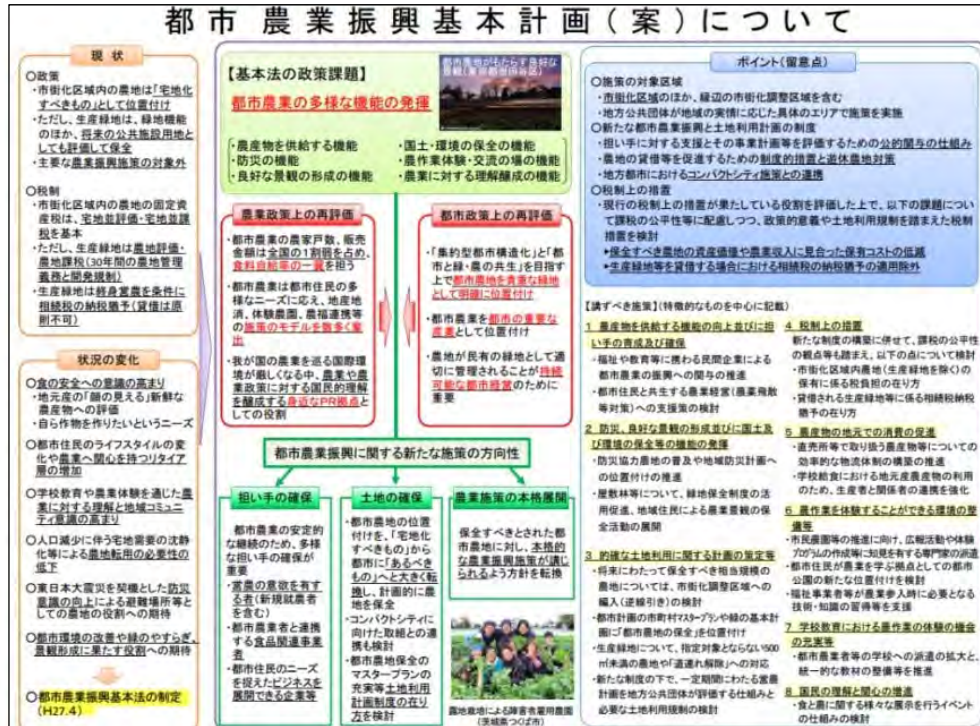 都市農業振興基本計画(案)について
現 状
○政策
・市街化区域内の農地は「宅地化
すべきもの」として位置付け
・ただし、生産緑地は、緑地機能
のほか、将来の公共施設用地と
しても評価して保全
・主要な農業振興施策の対象外
○税制
・市街化区域内の農地の固定資
産税は、宅地並評価・宅地並課
税を基本
・ただし、生産緑地は農地評価・
農地課税(30年間の農地管理
義務と開発規制)
・生産緑地は終身営農を条件に
相続税の納税猶予(貸借は原
則不可)
状況の変化
○食の安全への意識の高まり
・地元産の「顔の見える」新鮮な
農産物への評価
・自ら作物を作りたいというニーズ
○都市住民のライフスタイルの変
化や農業へ関心を持つリタイア
層の増加
○学校教育や農業体験を通じた農
業に対する理解と地域コミュニ
ティ意識の高まり
○人口減少に伴う宅地需要の沈静
化等による農地転用の必要性の
低下
○東日本大震災を契機とした防災
意識の向上による避難場所等と
しての農地の役割への期待
○都市環境の改善や緑のやすらぎ、
景観形成に果たす役割への期待
○都市農業振興基本法の制定
(H27.4)
【基本法の政策課題】
都市農業の多様な機能の発揮
都市農地がもたらす良好な
景観(東京都世田谷区)
・農産物を供給する機能
・防災の機能
・良好な景観の形成の機能
・国土・環境の保全の機能
・農作業体験・交流の場の機能
・農業に対する理解醸成の機能
農業政策上の再評価
・都市農業の農家戸数、販売
金額は全国の1割弱を占め、
食料自給率の一翼を担う
・都市農業は都市住民の多
様なニーズに応え、地産地
消、体験農園、農福連携等
の施策のモデルを数多く輩
出
・我が国の農業を巡る国際環
境が厳しくなる中、農業や農
業政策に対する国民的理解
を醸成する身近なPR拠点と
しての役割
都市政策上の再評価
・「集約型都市構造化」と「都
市と緑・農の共生」を目指す
上で都市農地を貴重な緑地
として明確に位置付け
・都市農業を都市の重要な
産業として位置付け
・農地が民有の緑地として適
切に管理されることが持続
可能な都市経営のために
重要
都市農業振興に関する新たな施策の方向性
担い手の確保
都市農業の安定的
な継続のため、多様
な担い手の確保が
重要
・営農の意欲を有す
る者(新規就農者
を含む)
・都市農業者と連携
する食品関連事業
者
・都市住民のニーズ
を捉えたビジネスを
展開できる企業等
土地の確保
・都市農地の位置
付けを、「宅地化
すべきもの」から
都市に「あるべき
もの」へと大きく転
換し、計画的に農
地を保全
・コンパクトシティに
向けた取組との連
携も検討
・都市農地保全の
マスタープランの
充実等土地利用
計画制度の在り方
を検討
農業施策の本格展開
保全すべきとされた都
市農地に対し、本格的
な農業振興施策が講じ
られるよう方針を転換
露地栽培による障害者雇用農園
(茨城県つくば市)
ポイント(留意点)
○施策の対象区域
・市街化区域のほか、縁辺の市街化調整区域を含む
・地方公共団体が地域の実情に応じた具体のエリアで施策を実施
○新たな都市農業振興と土地利用計画の制度
・担い手に対する支援とその事業計画等を評価するための公的関与の仕組み
・農地の貸借等を促進するための制度的措置と遊休農地対策
・地方都市におけるコンパクトシティ施策との連携
○税制上の措置
・現行の税制上の措置が果たしている役割を評価した上で、以下の課題につい
て課税の公平性等に配慮しつつ、政策的意義や土地利用規制を踏まえた税制
措置を検討
▶保全すべき農地の資産価値や農業収入に見合った保有コストの低減
▶生産緑地等を貸借する場合における相続税の納税猶予の適用除外
【講ずべき施策】(特徴的なものを中心に記載)
1 農産物を供給する機能の向上並びに担
い手の育成及び確保
・福祉や教育等に携わる民間企業による
都市農業の振興への関与の推進
・都市住民と共生する農業経営(農薬飛散
等対策)への支援策の検討
2 防災、良好な景観の形成並びに国土及
び環境の保全等の機能の発揮
・防災協力農地の普及や地域防災計画へ
の位置付けの推進
・屋敷林等について、緑地保全制度の活
用促進、地域住民による農業景観の保
全活動の展開
3 的確な土地利用に関する計画の策定等
・将来にわたって保全すべき相当規模の
農地については、市街化調整区域への
編入(逆線引き)の検討
・都市計画の市町村マスタープランや緑の基本計
画に「都市農地の保全」を位置付け
・生産緑地について、指定対象とならない500
㎡未満の農地や「道連れ解除」への対応
・新たな制度の下で、一定期間にわたる営農
計画を地方公共団体が評価する仕組みと
必要な土地利用規制の検討
4 税制上の措置
新たな制度の構築に併せて、課税の公平性
の観点等も踏まえ、以下の点について検討
・市街化区域内農地(生産緑地を除く)の保
有に係る税負担の在り方
・貸借される生産緑地等に係る相続税納税
猶予の在り方
5 農産物の地元での消費の促進
・直売所等で取り扱う農産物等についての
効率的な物流体制の構築の推進
・学校給食における地元産農産物の利用
のため、生産者と関係者の連携を強化
6 農作業を体験することができる環境の整
備等
・市民農園等の推進に向け、広報活動や体験
プログラムの作成等に知見を有する専門家の派遣
・都市住民が農業を学ぶ拠点としての都市
公園の新たな位置付けを検討
・福祉事業者等が農業参入時に必要となる
技術・知識の習得等を支援
7 学校教育における農作業の体験の機会
の充実等
・都市農業者等の学校への派遣の拡大と、
統一的な教材の整備等を推進
8 国民の理解と関心の増進
・食と農に関する様々な展示を行うイベント
の仕組みの検討